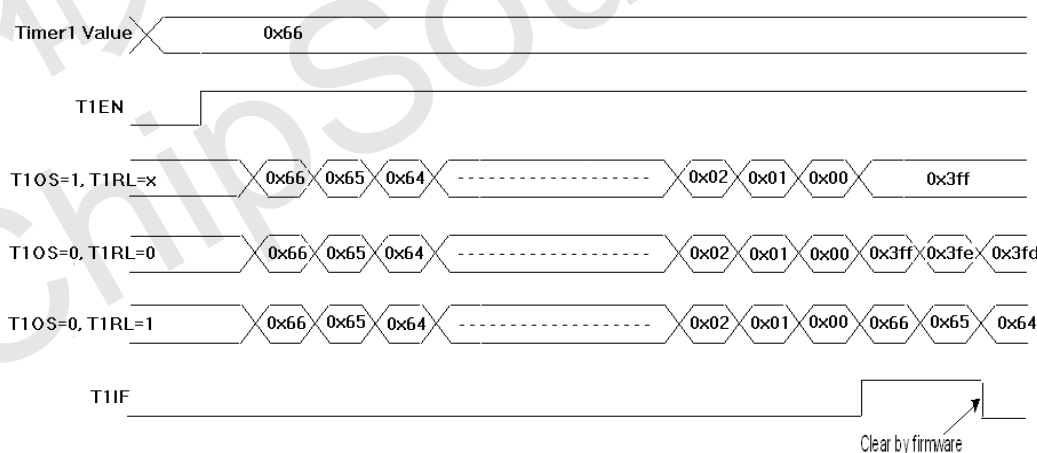 Timer1 Value 0x66
T1EN
T1OS=1, T1RL=x 0x66 0x65 0x64 0x02 0x01 0x00 0x3ff
T1OS=0, T1RL=0 0x66 0x65 0x64 0x02 0x01 0x00 0x3ff 0x3fe 0x3fd
T1OS=0, T1RL=1 0x66 0x65 0x64 0x02 0x01 0x00 0x66 0x65 0x64
T1IF
Clear by firmware